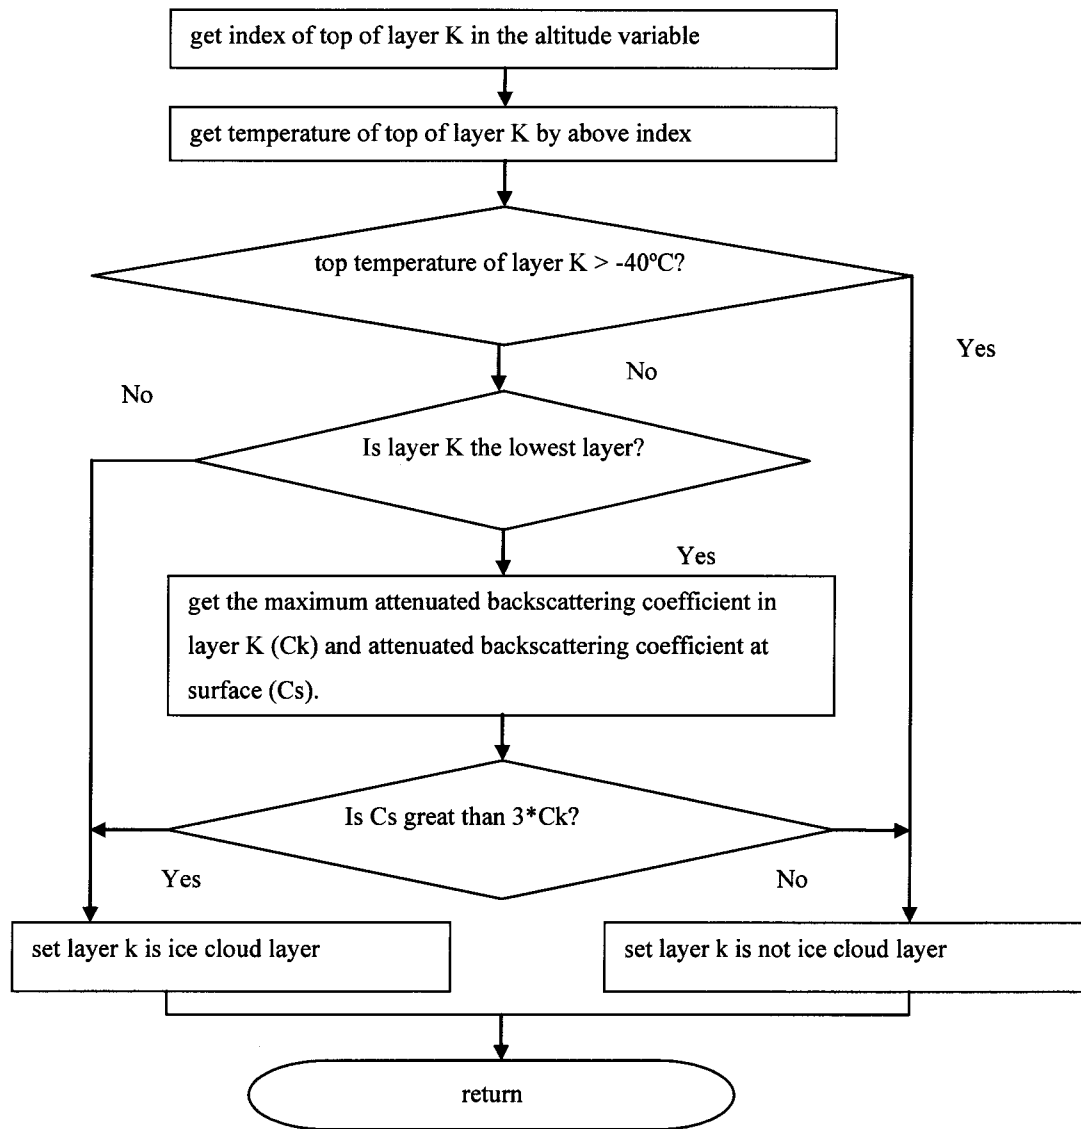 get index of top of layer K in the altitude variable
get temperature of top of layer K by above index
top temperature of layer K > -40ºC?
Yes
No
No
Is layer K the lowest layer?
Yes
get the maximum attenuated backscattering coefficient in
layer K (Ck) and attenuated backscattering coefficient at
surface (Cs).
Is Cs great than 3*Ck?
Yes
No
set layer k is ice cloud layer
set layer k is not ice cloud layer
return